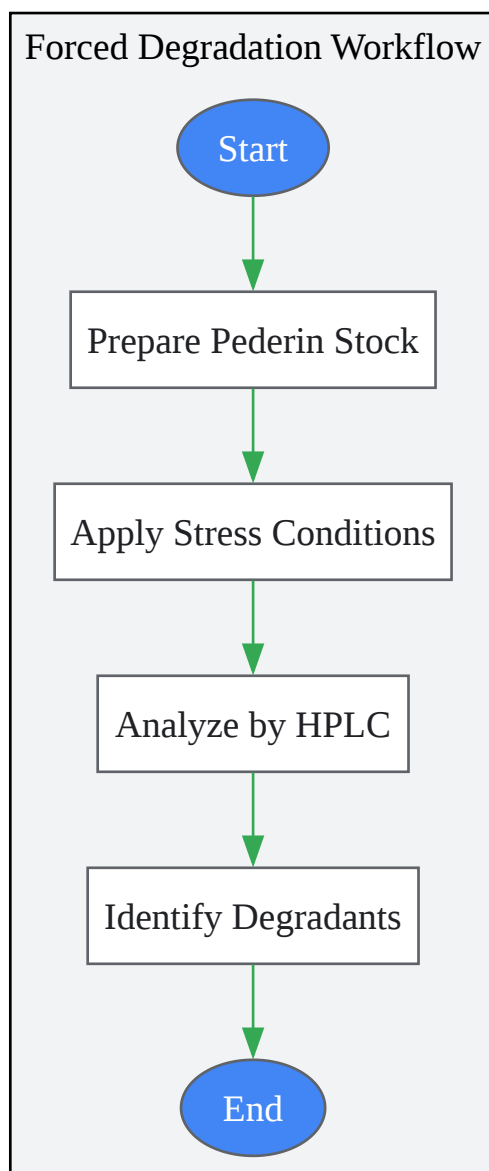 Forced Degradation Workflow
Start
Prepare Pederin Stock
Apply Stress Conditions
Analyze by HPLC
Identify Degradants
End